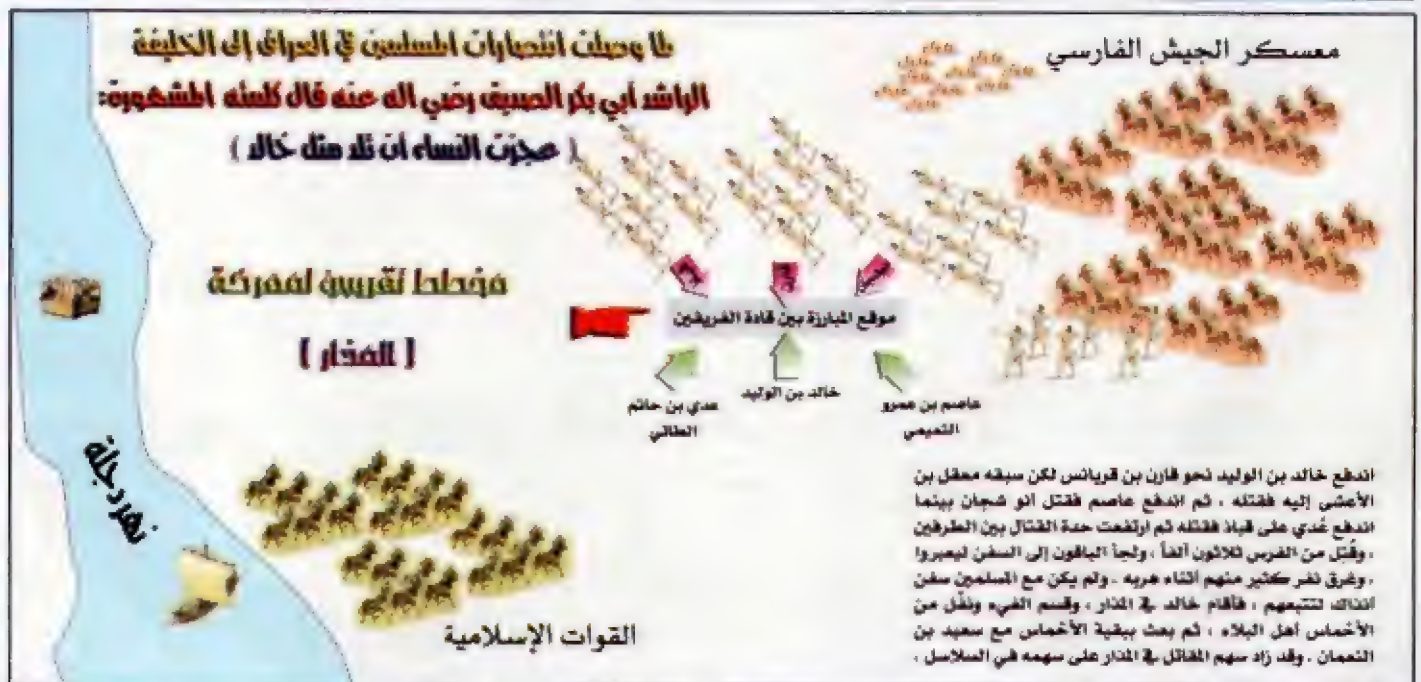 لما وصلت انتصارات المسلمين في العراق إلى الخليفة
الراشد أبي بكر الصديق رضي الله عنه قال كلمته المشهورة:
( عجزت النساء أن تلد مثل خالد )
معسكر الجيش الفارسي
مخطط تقريبي لمعركة
[ المذار ]
موقع المبارزة بين قادة الفريقين
عدي بن حاتم
الطائي
خالد بن الوليد
عاصم بن عمرو
التميمي
نهر دجلة
القوات الإسلامية
اندفع خالد بن الوليد نحو قارن بن قريانس لكن سبقه معقل بن
الأعشى إليه فقتله ، ثم اندفع عاصم فقتل أنو شجان بينما
اندفع عُدي على قباذ فقتله ثم ارتفعت حدة القتال بين الطرفين
، وقُتل من الفرس ثلاثون ألفاً ، ولجأ الباقون إلى السفن ليعبروا
، وغرق نفر كثير منهم أثناء هربه . ولم يكن مع المسلمين سفن
آنذاك لتتبعهم ، فأقام خالد في المذار ، وقسم الفيء ونفّل من
الأخماس أهل البلاء ، ثم بعث ببقية الأخماس مع سعيد بن
النعمان . وقد زاد سهم المقاتل في المذار على سهمه في السلاسل ،